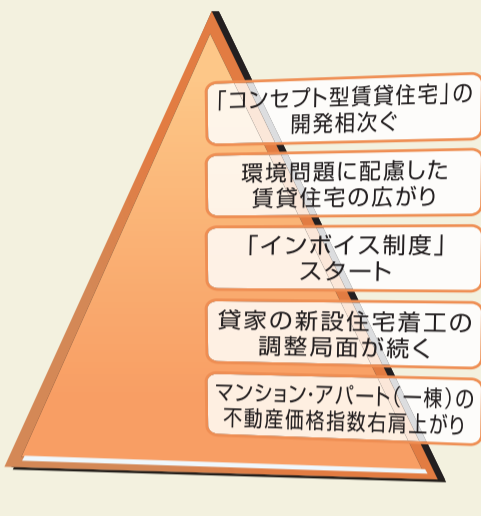 「コンセプト型賃貸住宅」の
開発相次ぐ
環境問題に配慮した
賃貸住宅の広がり
「インボイス制度」
スタート
貸家の新設住宅着工の
調整局面が続く
マンション・アパート(一棟)の
不動産価格指数右肩上がり